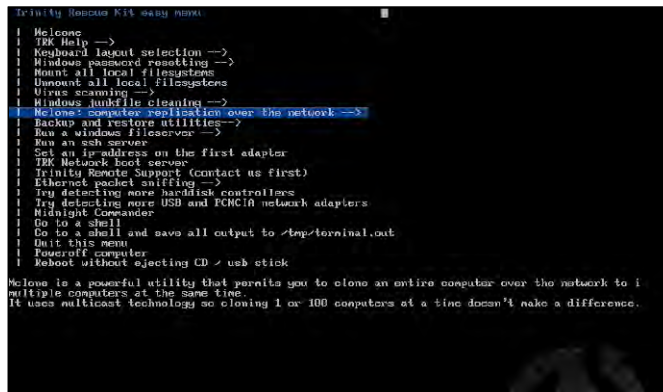 Trinity Rescue Kit easy menu
| Welcome
| TRK Help -->
| Keyboard layout selection -->
| Windows password resetting -->
| Mount all local filesystems
| Unmount all local filesystems
| Virus scanning -->
| Windows junkfile cleaning -->
| Mclone: computer replication over the network -->
| Backup and restore utilities-->
| Run a windows fileserver -->
| Run an ssh server
| Set an ip-address on the first adapter
| TRK Network boot server
| Trinity Remote Support (contact us first)
| Ethernet packet sniffing -->
| Try detecting more harddisk controllers
| Try detecting more USB and PCMCIA network adapters
| Midnight Commander
| Go to a shell
| Go to a shell and save all output to /tmp/terminal.out
| Quit this menu
| Poweroff computer
| Reboot without ejecting CD / usb stick
Mclone is a powerful utility that permits you to clone an entire computer over the network to i
multiple computers at the same time.
It uses multicast technology so cloning 1 or 100 computers at a time doesn't make a difference.